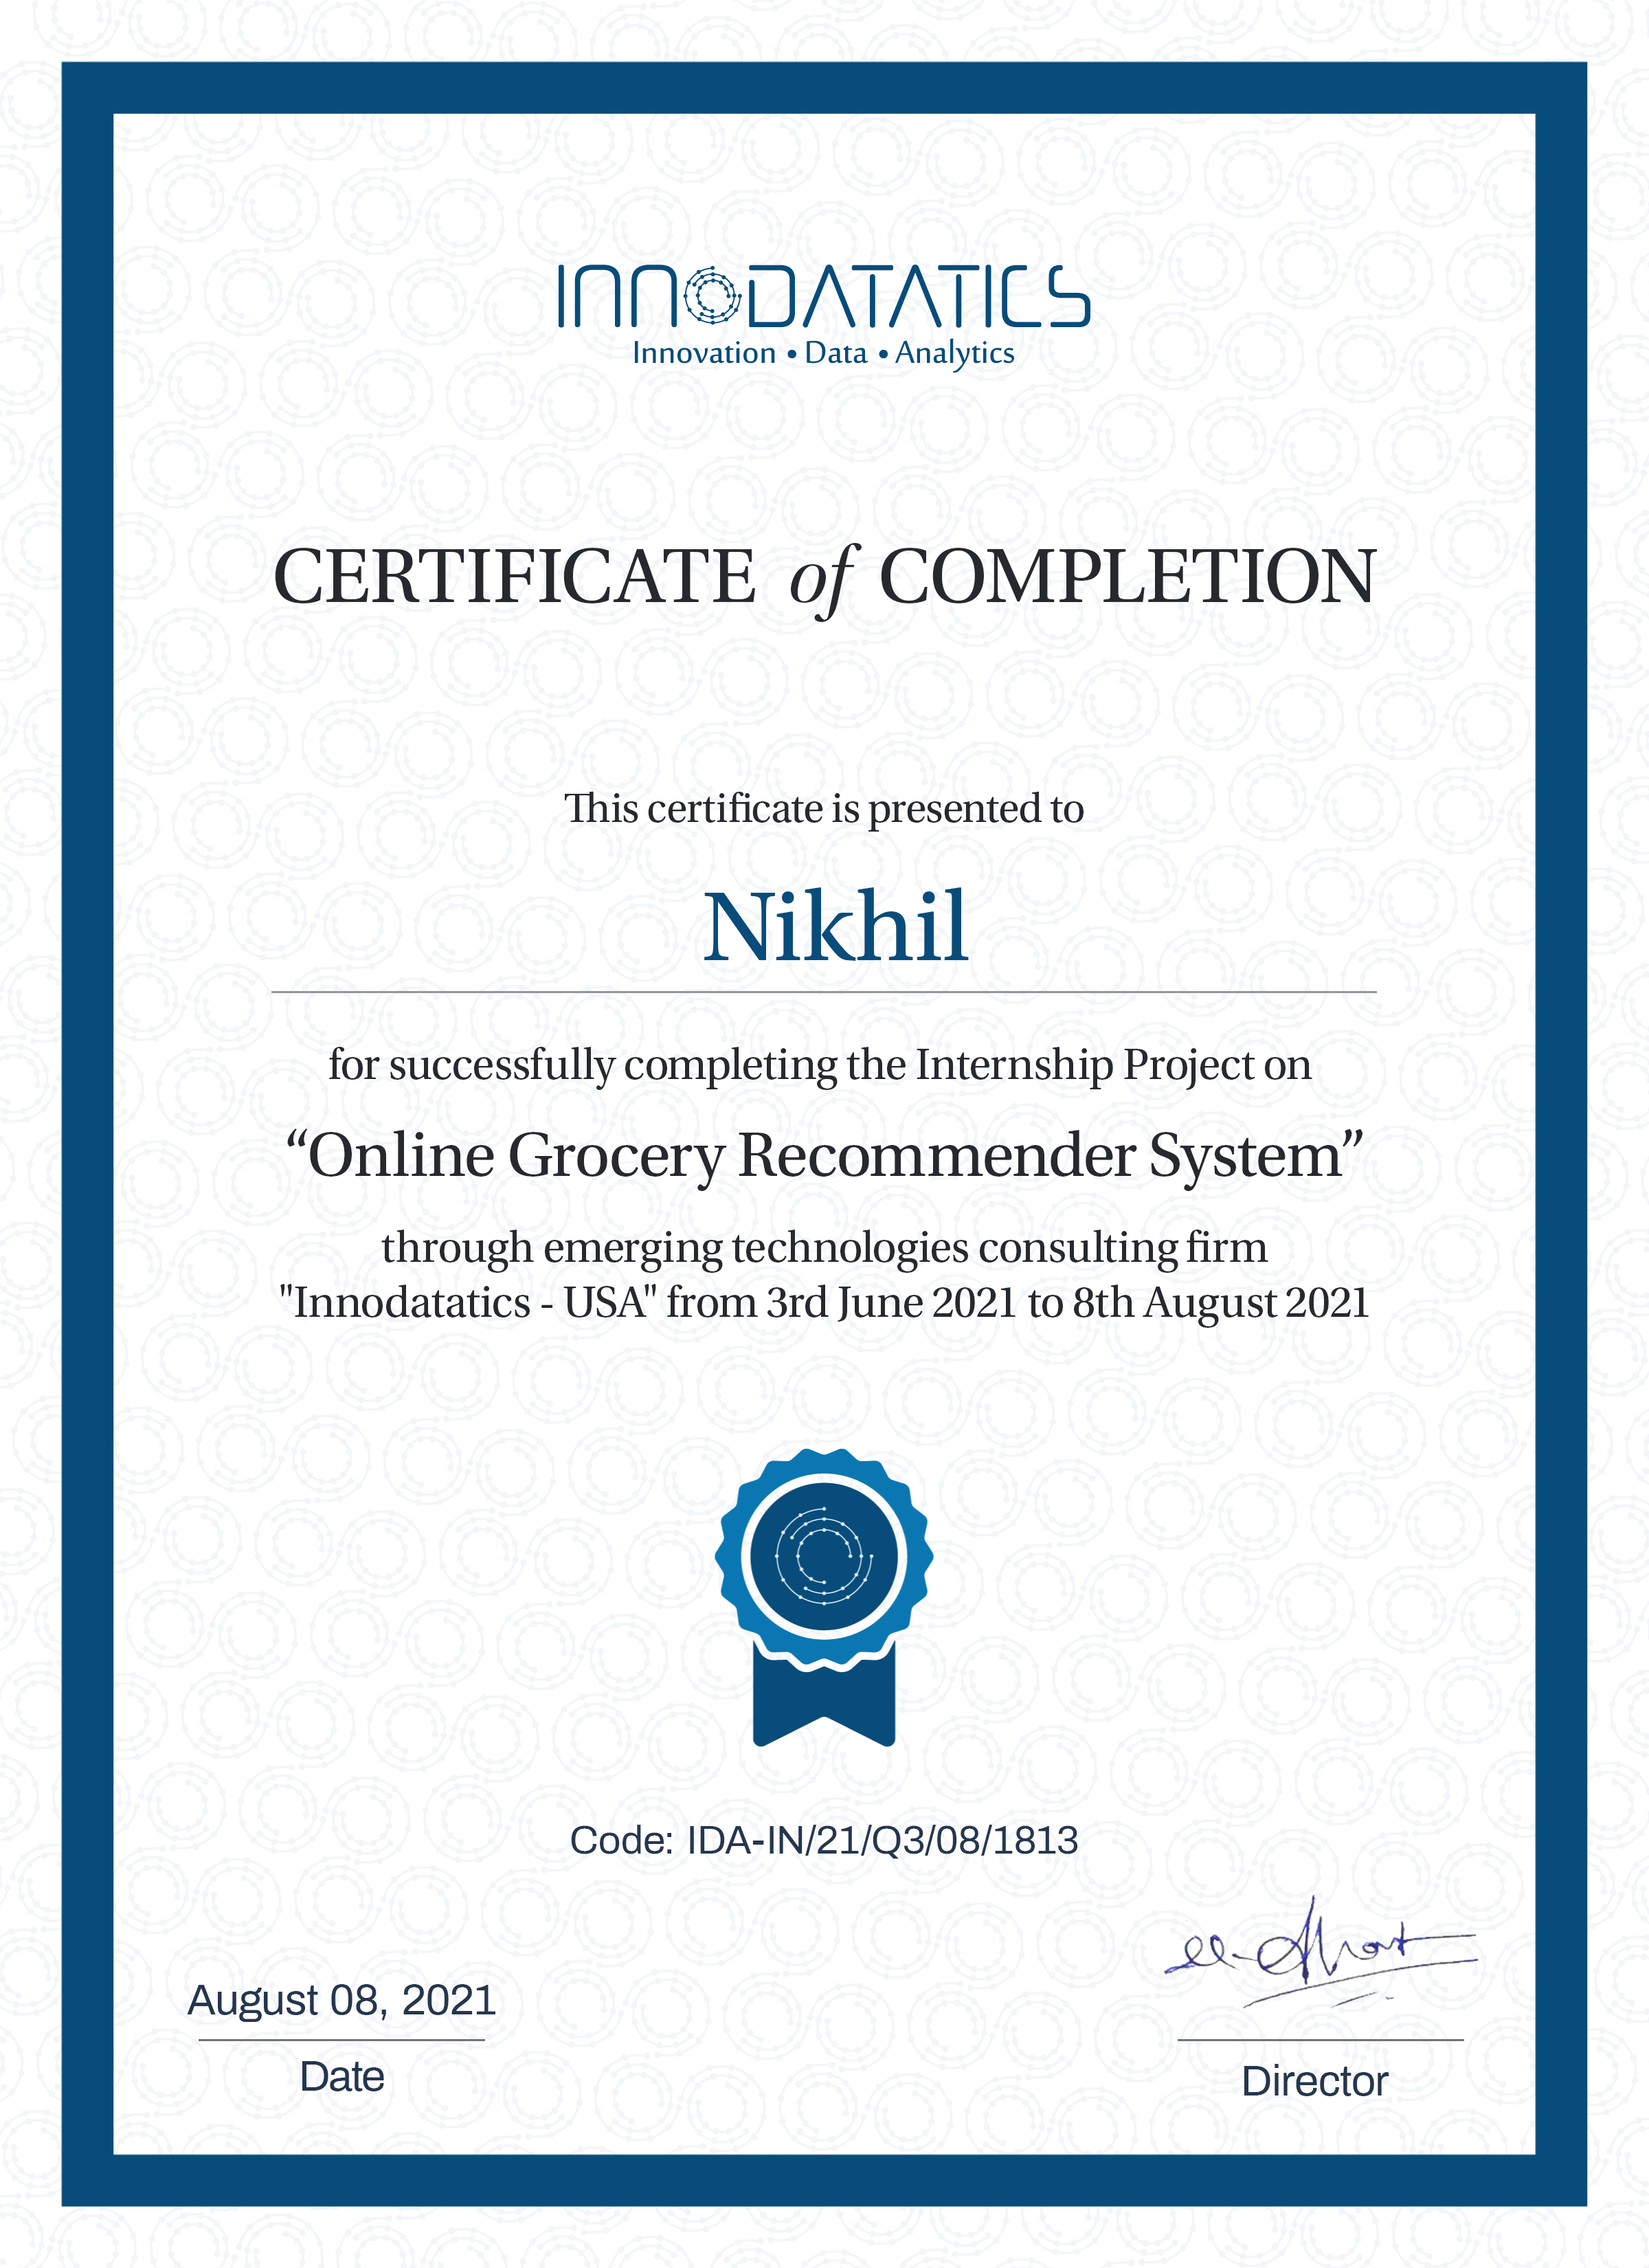 INNODATATICS
Innovation • Data • Analytics
CERTIFICATE of COMPLETION
This certificate is presented to
Nikhil
for successfully completing the Internship Project on
“Online Grocery Recommender System”
through emerging technologies consulting firm
"Innodatatics - USA" from 3rd June 2021 to 8th August 2021
Code: IDA-IN/21/Q3/08/1813
August 08, 2021
Date
Director